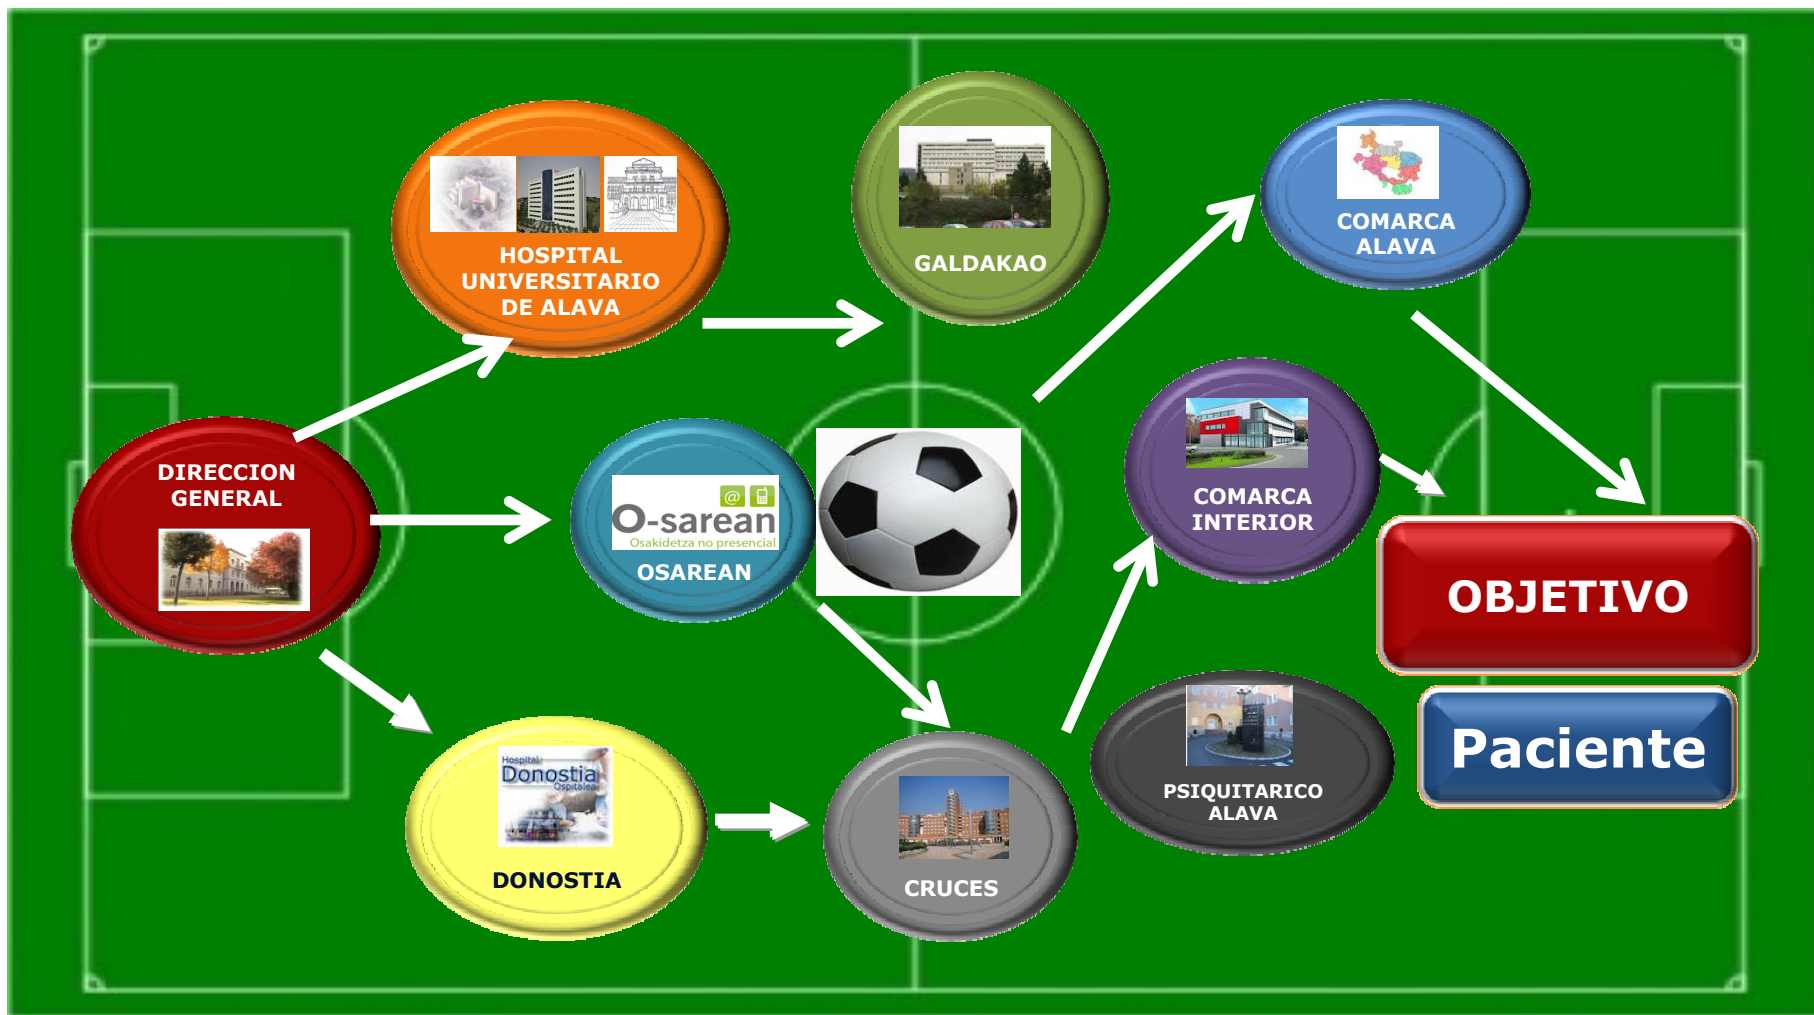 HOSPITAL
UNIVERSITARIO
DE ALAVA
GALDAKAO
COMARCA
ALAVA
DIRECCION
GENERAL
@
O-sarean
Osakidetza no presencial
OSAREAN
COMARCA
INTERIOR
OBJETIVO
Paciente
Hospital
Donostia
Ospitalea
DONOSTIA
CRUCES
PSIQUITARICO
ALAVA